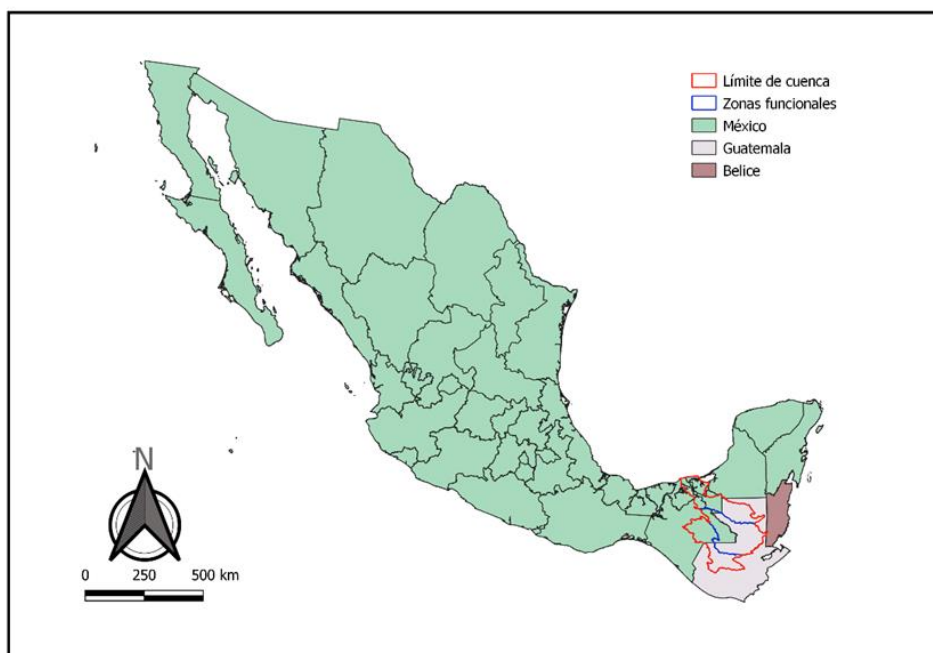 Límite de cuenca
Zonas funcionales
México
Guatemala
Belice
N
0 250 500 km